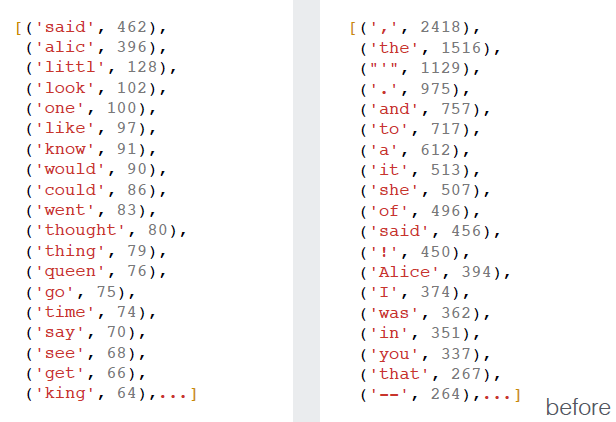 [('said', 462),
('alic', 396),
('littl', 128),
('look', 102),
('one', 100),
('like', 97),
('know', 91),
('would', 90),
('could', 86),
('went', 83),
('thought', 80),
('thing', 79),
('queen', 76),
('go', 75),
('time', 74),
('say', 70),
('see', 68),
('get', 66),
('king', 64),...]
[(',', 2418),
('the', 1516),
("'", 1129),
('.', 975),
('and', 757),
('to', 717),
('a', 612),
('it', 513),
('she', 507),
('of', 496),
('said', 456),
('!', 450),
('Alice', 394),
('I', 374),
('was', 362),
('in', 351),
('you', 337),
('that', 267),
('--', 264),...]
before